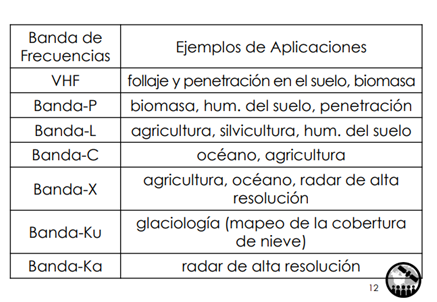 Banda de Frecuencias	Ejemplos de Aplicaciones
VHF	follaje y penetración en el suelo, biomasa
Banda-P	biomasa, hum. del suelo, penetración
Banda-L	agricultura, silvicultura, hum. del suelo
Banda-C	océano, agricultura
Banda-X	agricultura, océano, radar de alta resolución
Banda-Ku	glaciología (mapeo de la cobertura de nieve)
Banda-Ka	radar de alta resolución
12